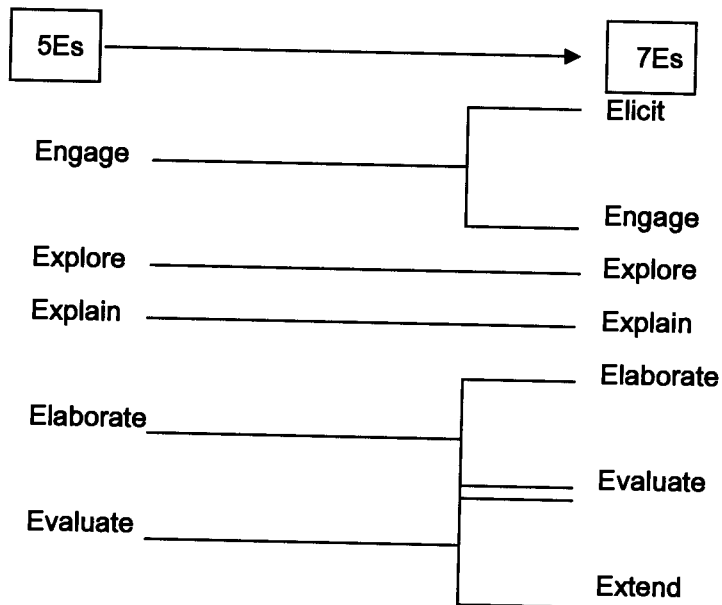 5Es 7Es
Elicit
Engage
Engage
Explore Explore
Explain Explain
Elaborate
Elaborate
Evaluate
Evaluate
Extend